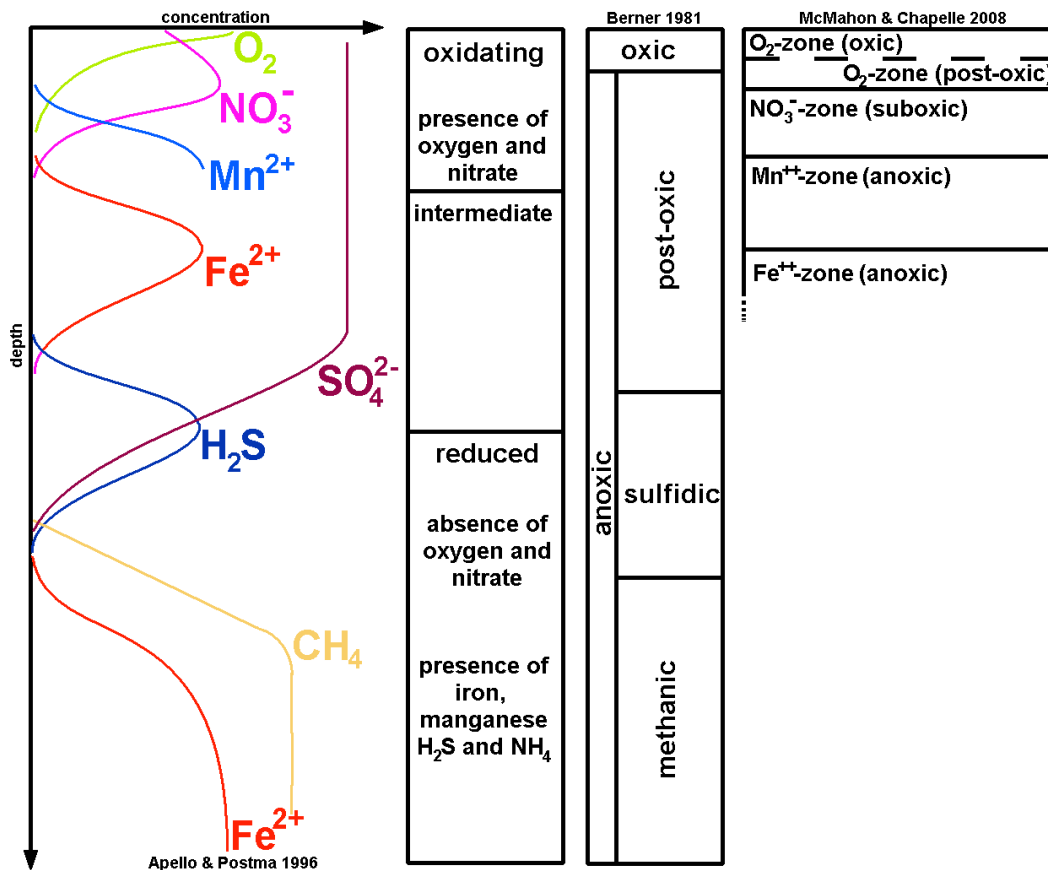 concentration
depth
O₂
NO₃⁻
Mn²⁺
Fe²⁺
SO₄²⁻
H₂S
CH₄
Fe²⁺
Apello & Postma 1996
oxidating
presence of
oxygen and
nitrate
intermediate
reduced
absence of
oxygen and
nitrate
presence of
iron,
manganese
H₂S and NH₄
Berner 1981
oxic
anoxic
post-oxic
sulfidic
methanic
McMahon & Chapelle 2008
O₂-zone (oxic)
O₂-zone (post-oxic)
NO₃⁻-zone (suboxic)
Mn⁺⁺-zone (anoxic)
Fe⁺⁺-zone (anoxic)